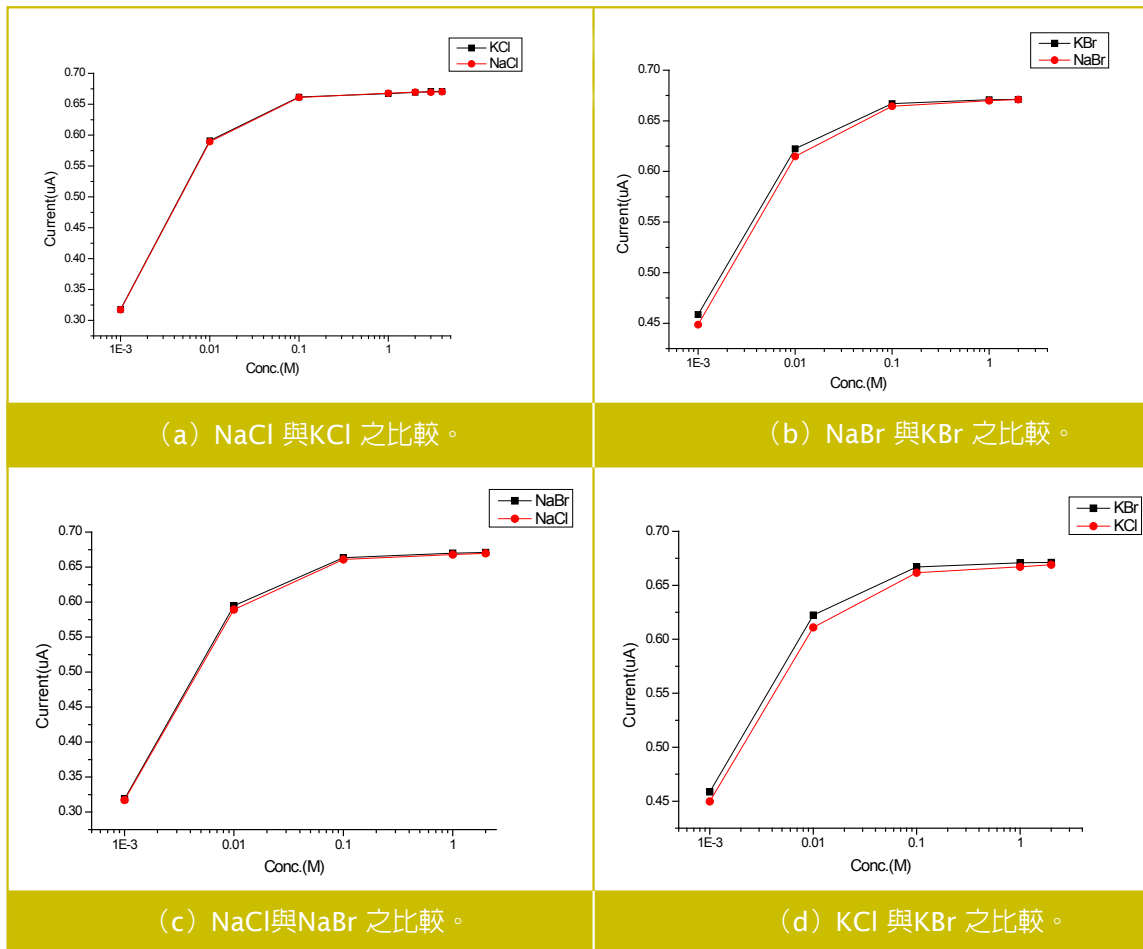 KCl
NaCl
0.70
0.65
0.60
0.55
0.50
0.45
0.40
0.35
0.30
Current(uA)
1E-3 0.01 0.1 1
Conc.(M)
KBr
NaBr
0.70
0.65
0.60
0.55
0.50
0.45
Current(uA)
1E-3 0.01 0.1 1
Conc.(M)
（a）NaCl 與KCl 之比較。
（b）NaBr 與KBr 之比較。
NaBr
NaCl
0.70
0.65
0.60
0.55
0.50
0.45
0.40
0.35
0.30
Current(uA)
1E-3 0.01 0.1 1
Conc.(M)
KBr
KCl
0.70
0.65
0.60
0.55
0.50
0.45
Current(uA)
1E-3 0.01 0.1 1
Conc.(M)
（c）NaCl與NaBr 之比較。
（d）KCl 與KBr 之比較。